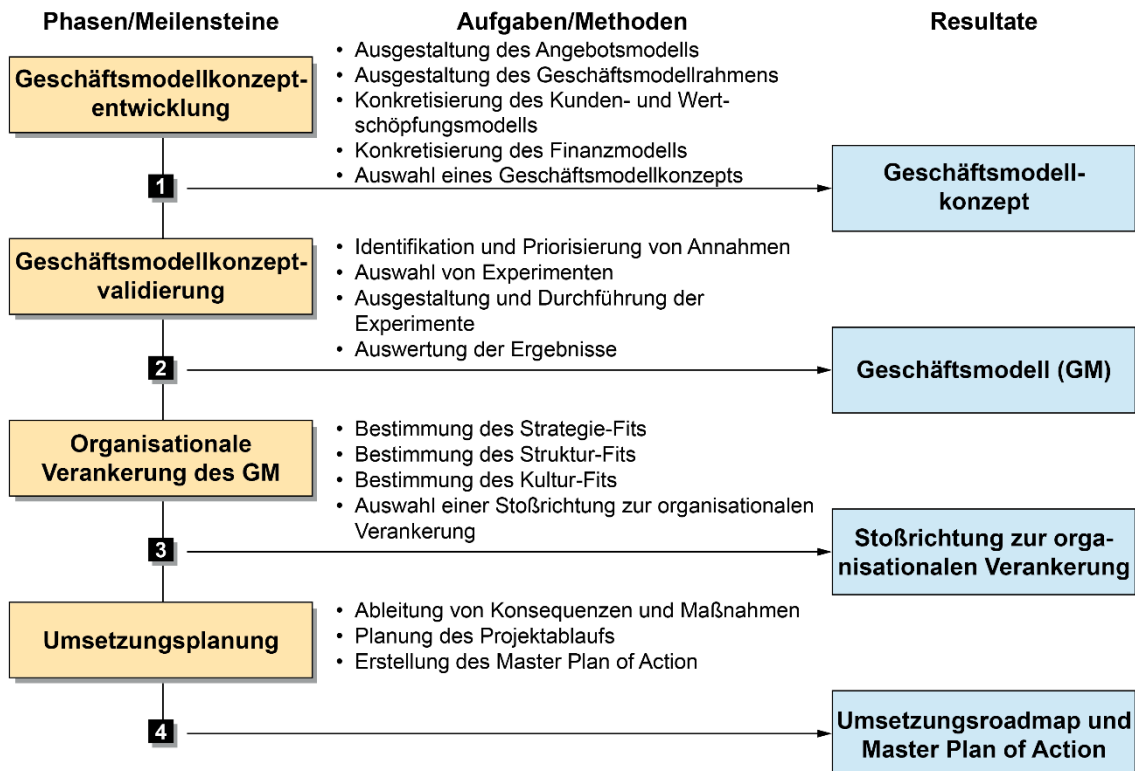 Phasen/Meilensteine
Aufgaben/Methoden
Resultate
Geschäftsmodellkonzept-
entwicklung
• Ausgestaltung des Angebotsmodells
• Ausgestaltung des Geschäftsmodellrahmens
• Konkretisierung des Kunden- und Wert-
schöpfungsmodells
• Konkretisierung des Finanzmodells
• Auswahl eines Geschäftsmodellkonzepts
1
Geschäftsmodell-
konzept
Geschäftsmodellkonzept-
validierung
• Identifikation und Priorisierung von Annahmen
• Auswahl von Experimenten
• Ausgestaltung und Durchführung der
Experimente
• Auswertung der Ergebnisse
2
Geschäftsmodell (GM)
Organisationale
Verankerung des GM
• Bestimmung des Strategie-Fits
• Bestimmung des Struktur-Fits
• Bestimmung des Kultur-Fits
• Auswahl einer Stoßrichtung zur organisationalen
Verankerung
3
Stoßrichtung zur orga-
nisationalen Verankerung
Umsetzungsplanung
• Ableitung von Konsequenzen und Maßnahmen
• Planung des Projektablaufs
• Erstellung des Master Plan of Action
4
Umsetzungsroadmap und
Master Plan of Action